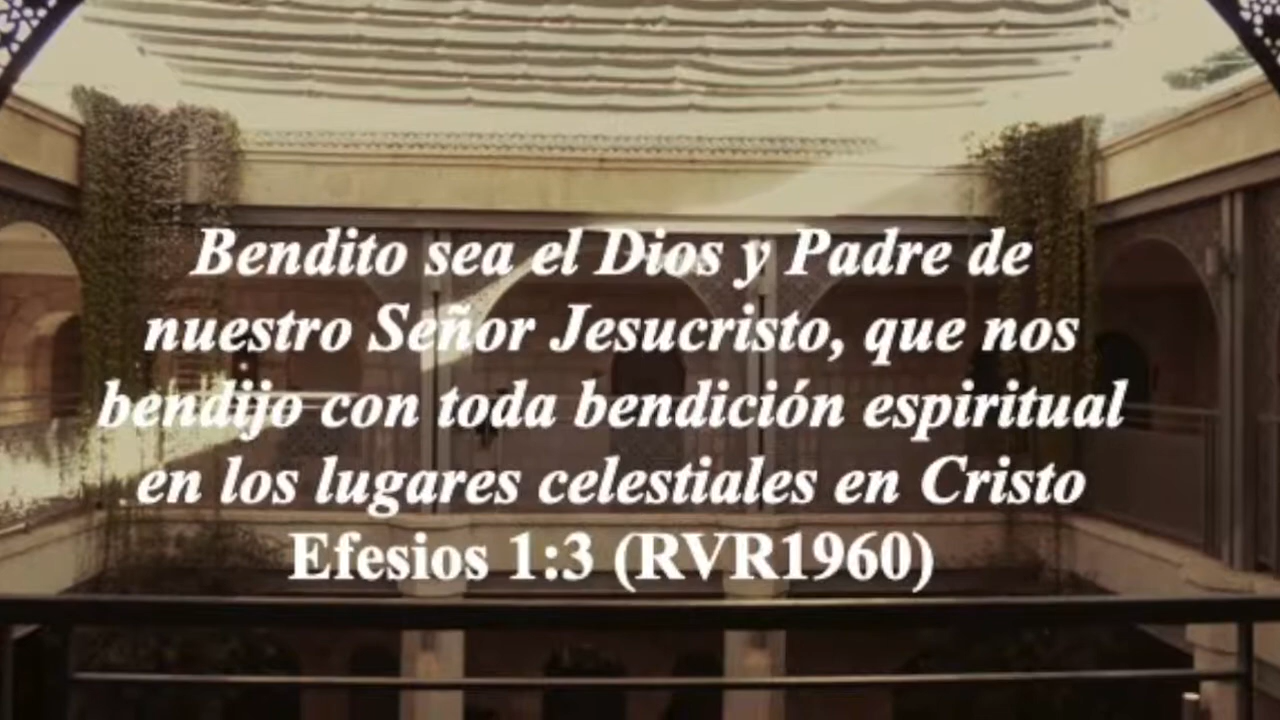 Bendito sea el Dios y Padre de
nuestro Señor Jesucristo, que nos
bendijo con toda bendición espiritual
en los lugares celestiales en Cristo
Efesios 1:3 (RVR1960)